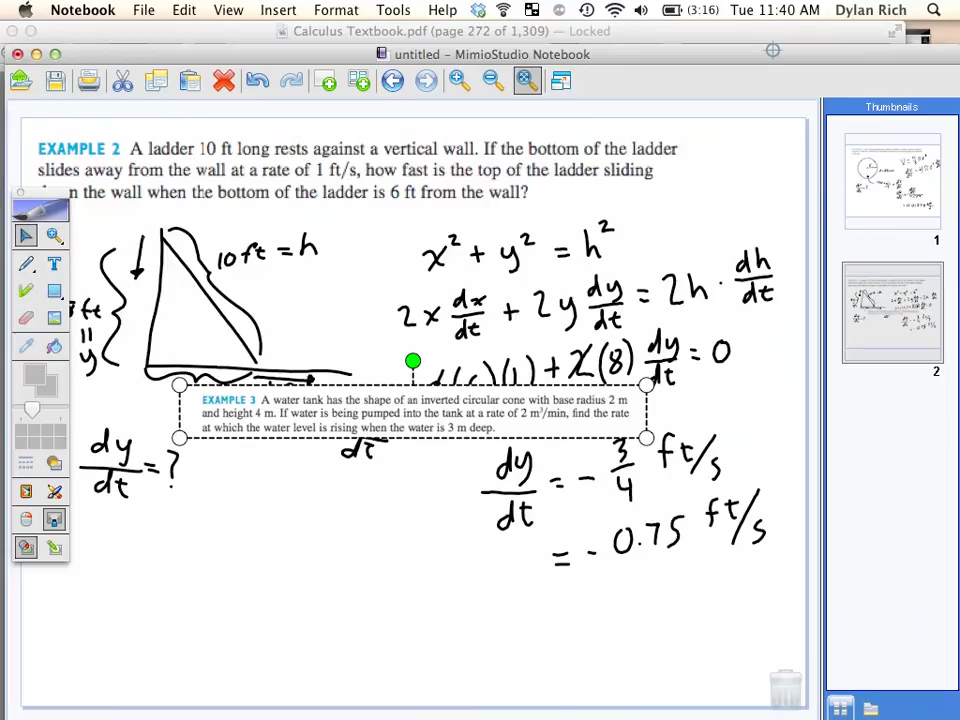 Notebook File Edit View Insert Format Tools Help (3:16) Tue 11:40 AM Dylan Rich
Calculus Textbook.pdf (page 272 of 1,309) — Locked
untitled - MimioStudio Notebook
Thumbnails
EXAMPLE 2 A ladder 10 ft long rests against a vertical wall. If the bottom of the ladder
slides away from the wall at a rate of 1 ft/s, how fast is the top of the ladder sliding
the wall when the bottom of the ladder is 6 ft from the wall?
10ft = h
x² + y² = h²
2x dx/dt + 2y dy/dt = 2h · dh/dt
ft = y
(1) + 2(8) dy/dt = 0
EXAMPLE 3 A water tank has the shape of an inverted circular cone with base radius 2 m
and height 4 m. If water is being pumped into the tank at a rate of 2 m³/min, find the rate
at which the water level is rising when the water is 3 m deep.
dy/dt = ?
dt
dy/dt = - 3/4 ft/s
= - 0.75 ft/s
1
2